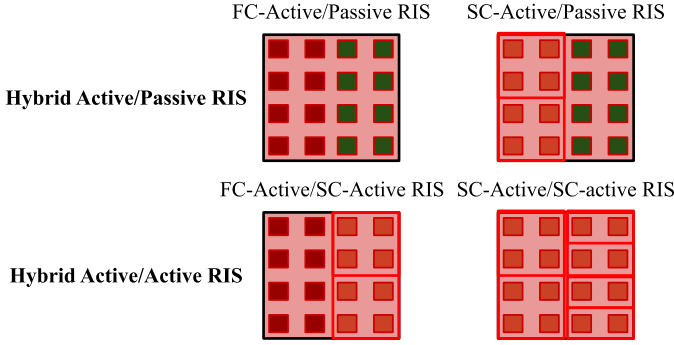 FC-Active/Passive RIS
SC-Active/Passive RIS
Hybrid Active/Passive RIS
FC-Active/SC-Active RIS
SC-Active/SC-active RIS
Hybrid Active/Active RIS